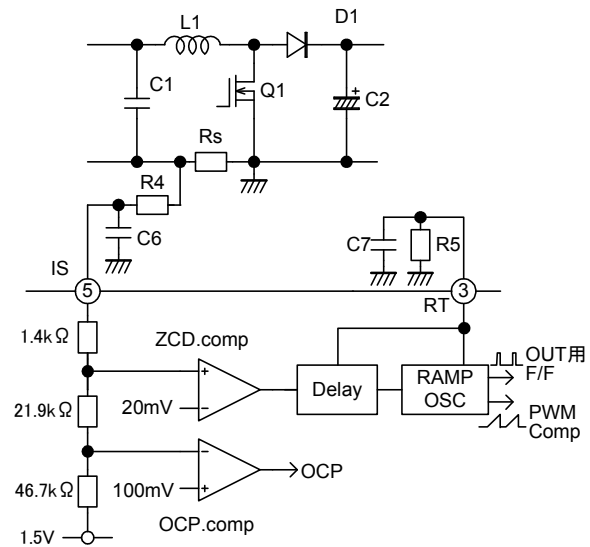 L1
D1
C1
Q1
C2
Rs
R4
C6
C7
R5
IS
5
3
RT
1.4kΩ
ZCD.comp
20mV
Delay
RAMP
OSC
OUT用
F/F
PWM
Comp
21.9kΩ
100mV
OCP
46.7kΩ
OCP.comp
1.5V
+
+
−
−
+